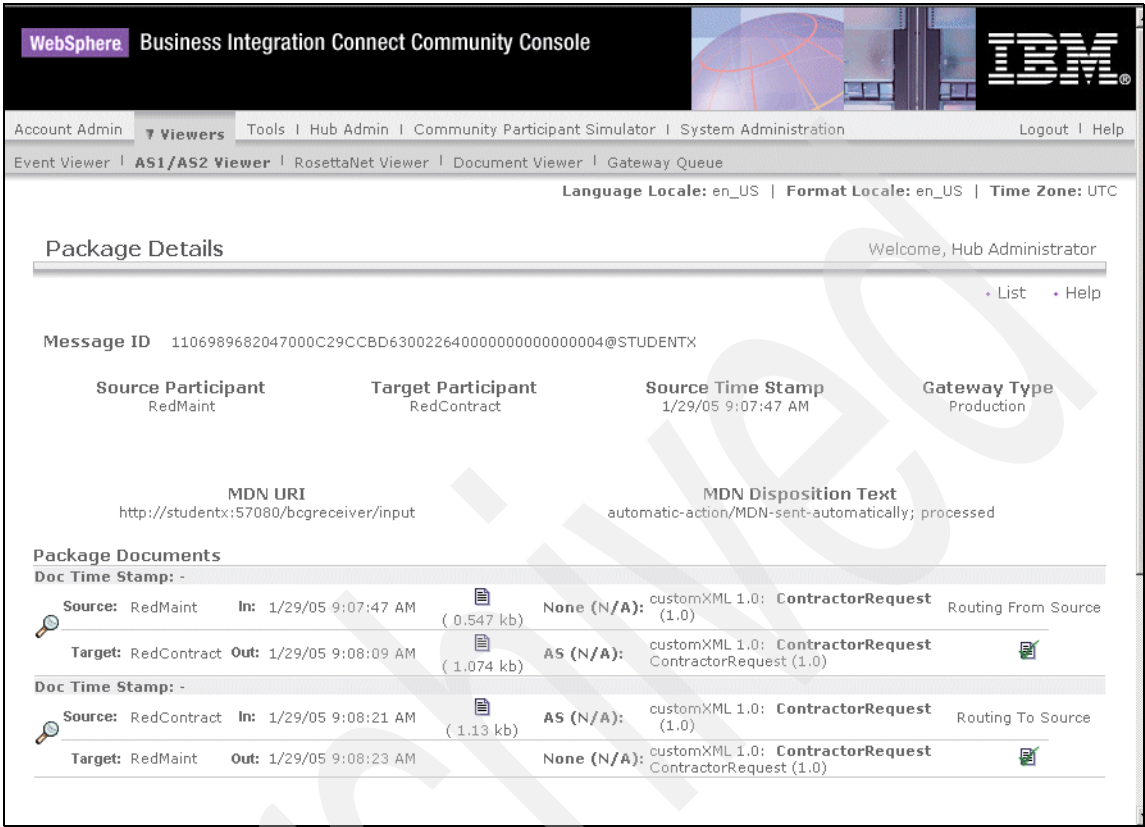 WebSphere. Business Integration Connect Community Console
IBM®
Account Admin Viewers Tools | Hub Admin | Community Participant Simulator | System Administration Logout | Help
Event Viewer | AS1/AS2 Viewer | RosettaNet Viewer | Document Viewer | Gateway Queue
Language Locale: en_US | Format Locale: en_US | Time Zone: UTC
Package Details Welcome, Hub Administrator
• List • Help
Message ID 1106989682047000C29CCBD6300226400000000000000004@STUDENTX
Source Participant Target Participant Source Time Stamp Gateway Type
RedMaint RedContract 1/29/05 9:07:47 AM Production
MDN URI MDN Disposition Text
http://studentx:57080/bcgreceiver/input automatic-action/MDN-sent-automatically; processed
Package Documents
Doc Time Stamp: -
Source: RedMaint In: 1/29/05 9:07:47 AM ( 0.547 kb) None (N/A): customXML 1.0: ContractorRequest (1.0) Routing From Source
Target: RedContract Out: 1/29/05 9:08:09 AM ( 1.074 kb) AS (N/A): customXML 1.0: ContractorRequest ContractorRequest (1.0)
Doc Time Stamp: -
Source: RedContract In: 1/29/05 9:08:21 AM ( 1.13 kb) AS (N/A): customXML 1.0: ContractorRequest (1.0) Routing To Source
Target: RedMaint Out: 1/29/05 9:08:23 AM None (N/A): customXML 1.0: ContractorRequest ContractorRequest (1.0)